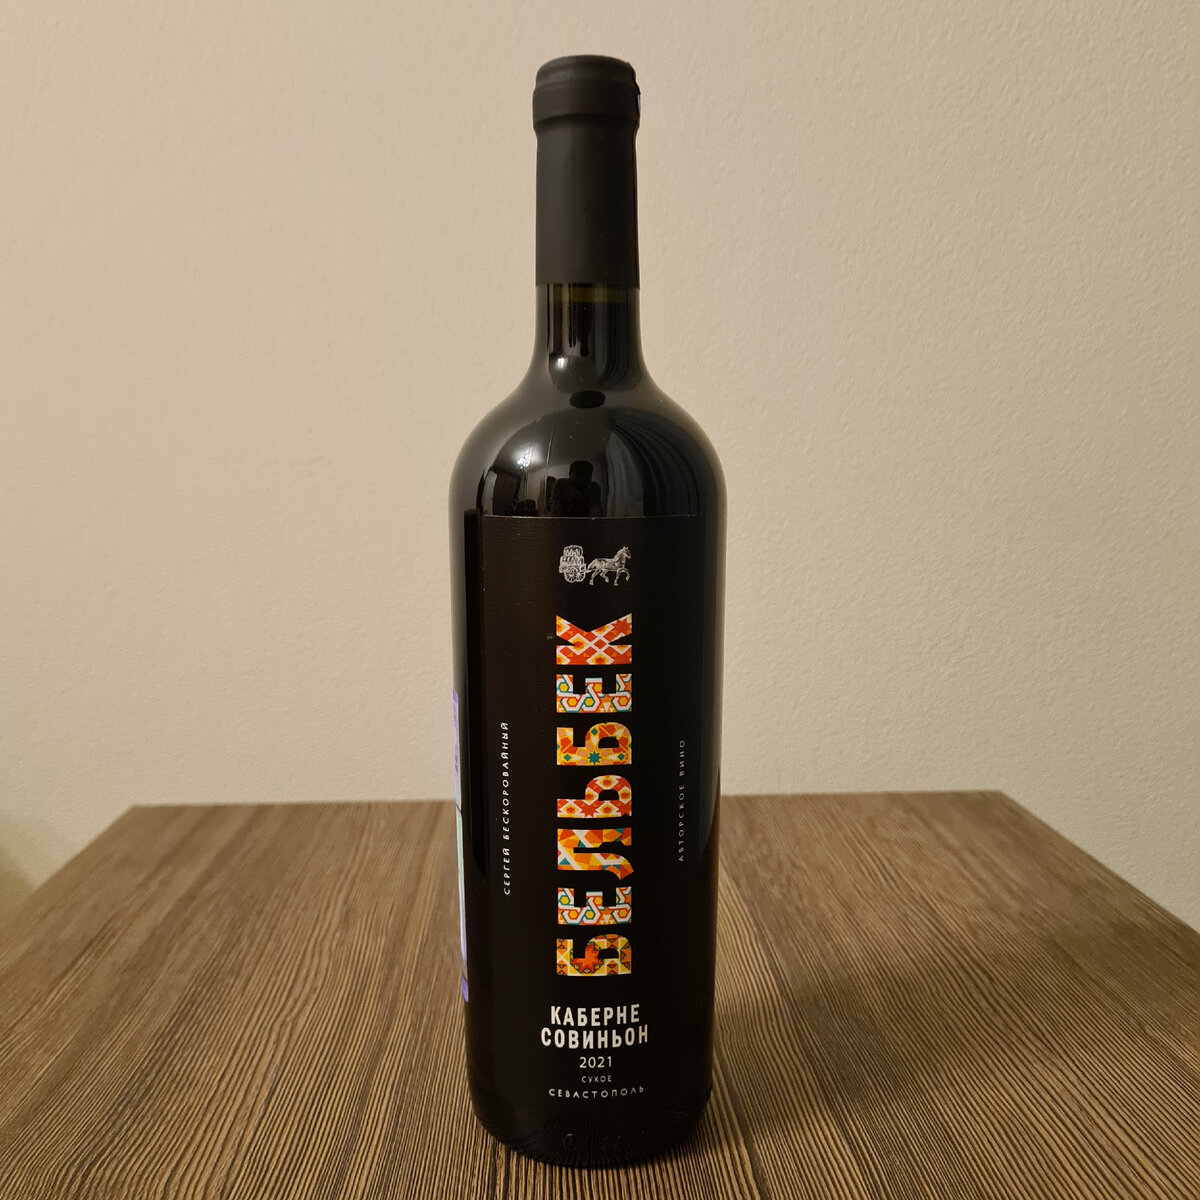 БЕЛЬБЕК
СЕРГЕЙ БЕСКОРОВАЙНЫЙ
АВТОРСКОЕ ВИНО
КАБЕРНЕ
СОВИНЬОН
2021
СУХОЕ
СЕВАСТОПОЛЬ